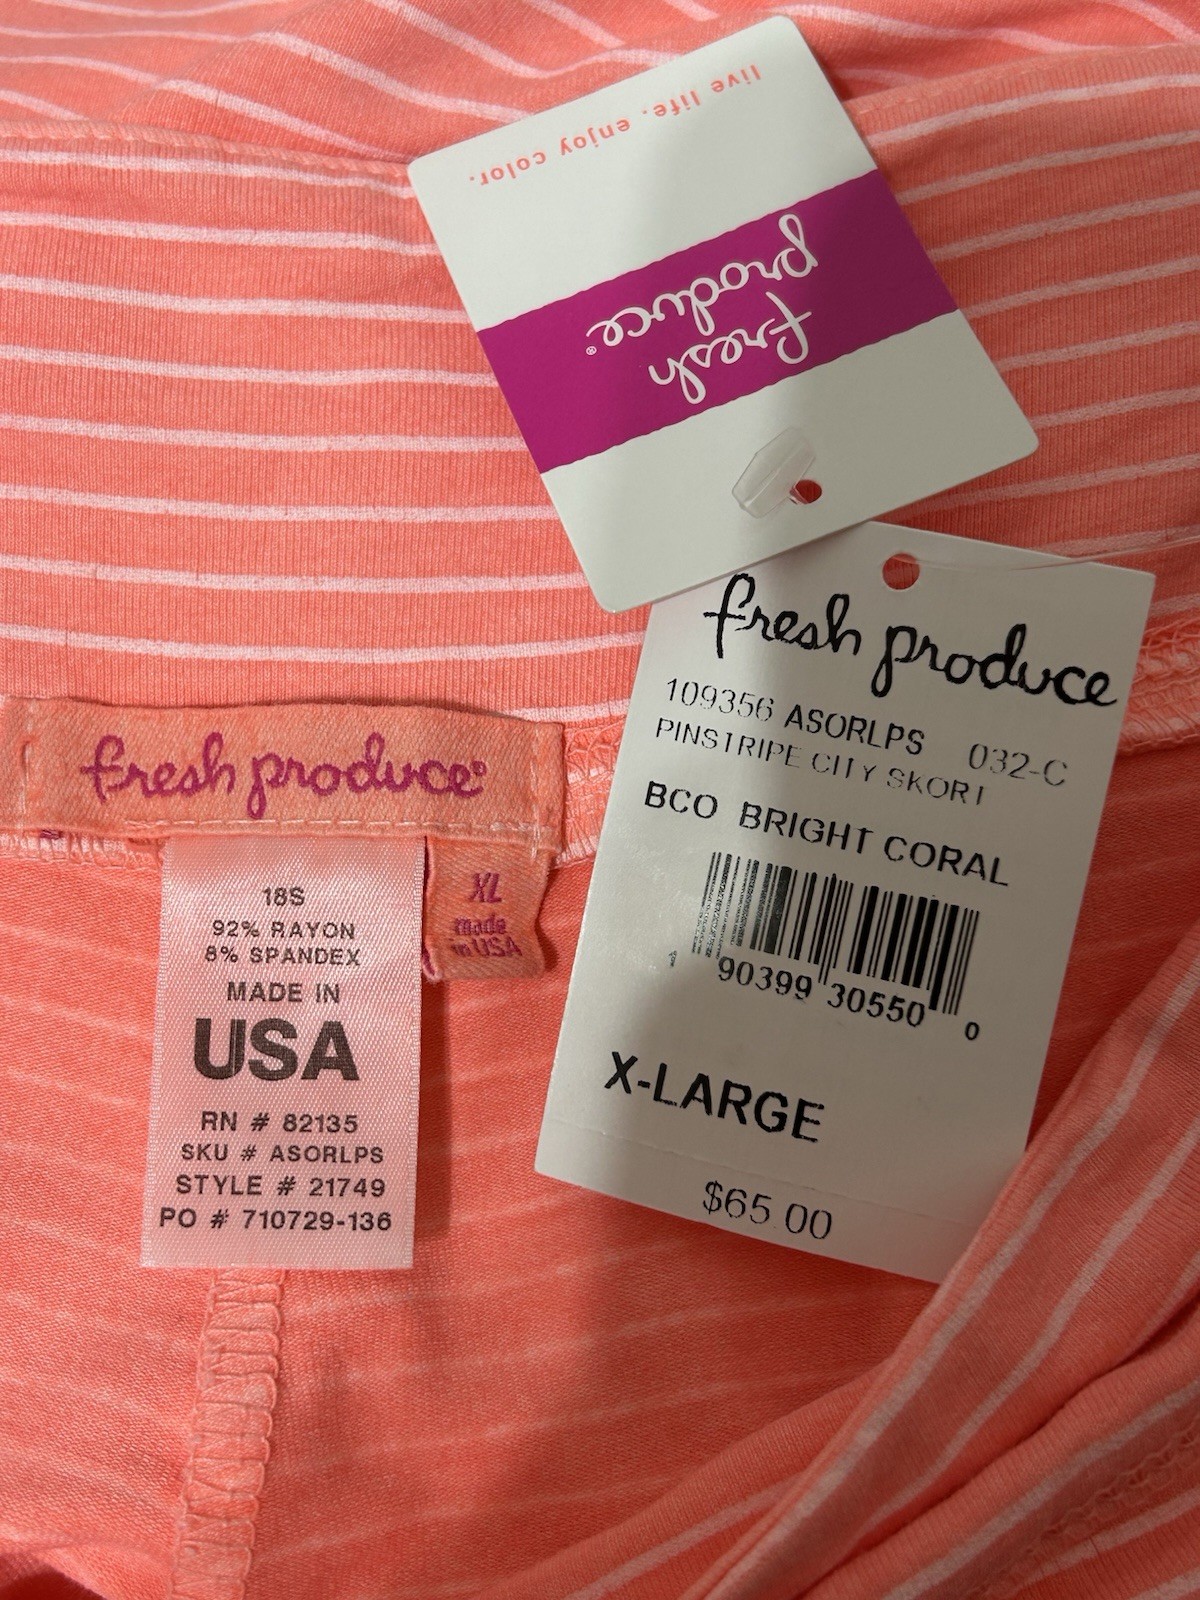 live life. enjoy color.
fresh
produce®
fresh produce
109356 ASORLPS 032-C
PINSTRIPE CITY SKORT
BCO BRIGHT CORAL
90399 30550 0
X-LARGE
$65.00
fresh produce®
XL
made
in USA
18S
92% RAYON
8% SPANDEX
MADE IN
USA
RN # 82135
SKU # ASORLPS
STYLE # 21749
PO # 710729-136